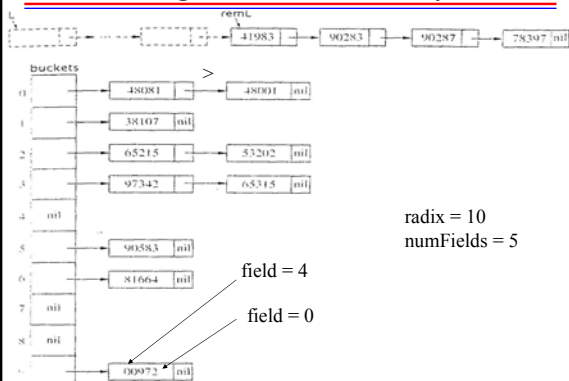 L
remL
41983 90283 90287 78397 nil
buckets
>
0 48081 48001 nil
1 38107 nil
2 65215 53202 nil
3 97342 65315 nil
4 nil
radix = 10
numFields = 5
5 90583 nil
6 81664 nil
field = 4
7 nil
field = 0
8 nil
00972 nil